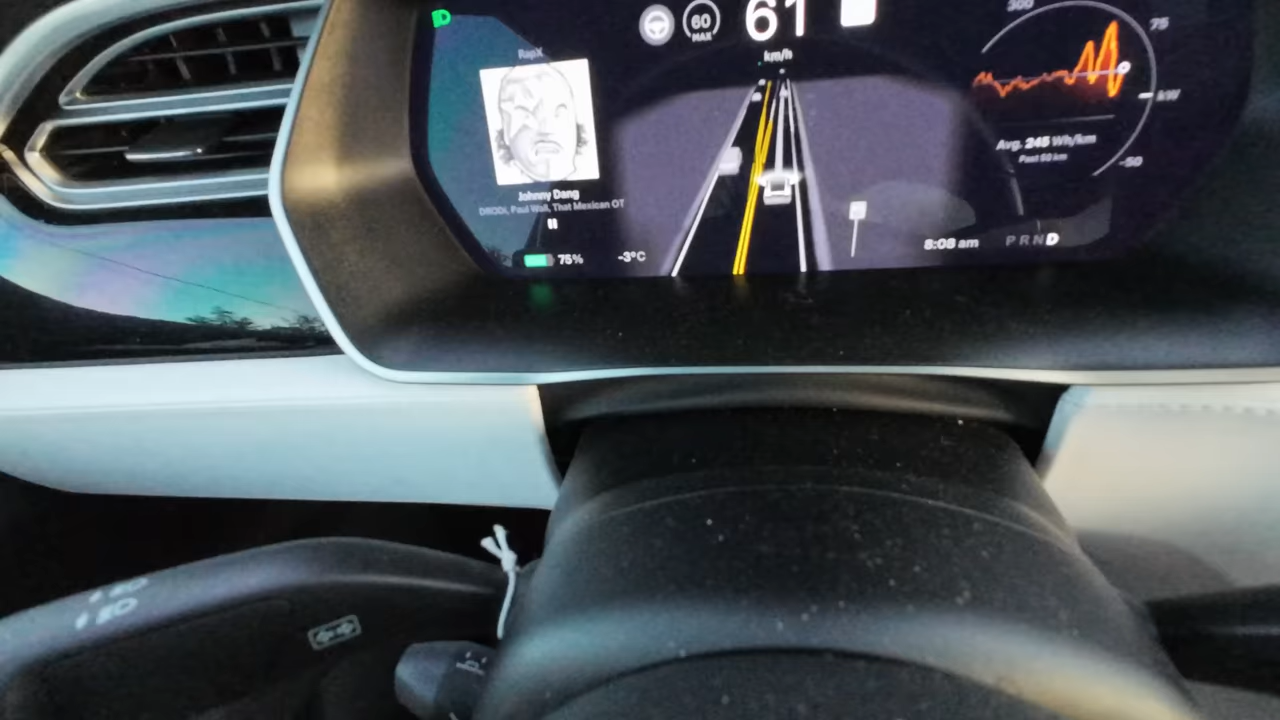 300
60
MAX
61
km/h
75
RapX
kW
Avg. 245 Wh/km
Past 50 km
-50
Johnny Dang
DRODi, Paul Wall, That Mexican OT
75%
-3°C
8:08 am
P R N D